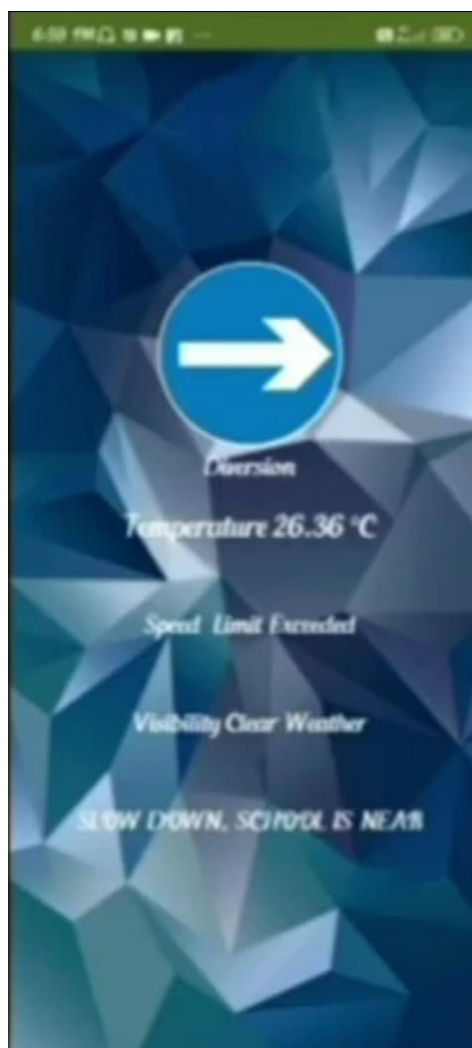 Diversion
Temperature 26.36 °C
Speed Limit Exceeded
Visibility Clear Weather
SLOW DOWN, SCHOOL IS NEAR